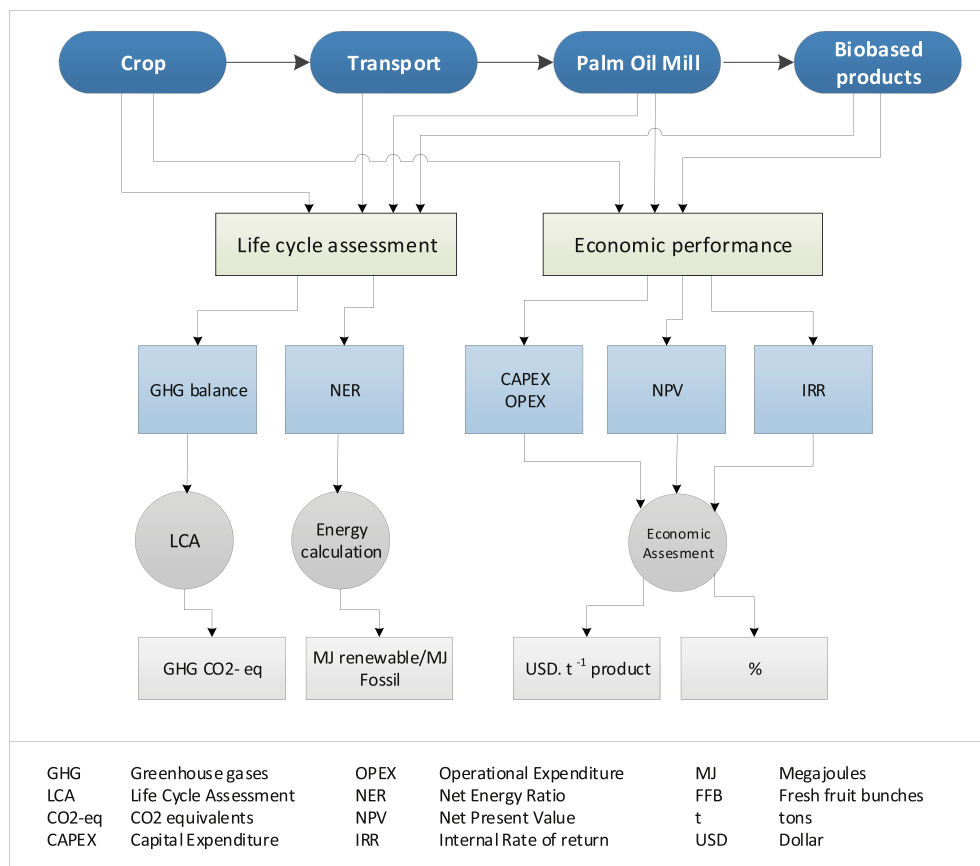 Crop
Transport
Palm Oil Mill
Biobased
products
Life cycle assessment
Economic performance
GHG balance
NER
CAPEX
OPEX
NPV
IRR
LCA
Energy
calculation
Economic
Assesment
GHG CO2- eq
MJ renewable/MJ
Fossil
USD. t -1 product
%
GHG Greenhouse gases OPEX Operational Expenditure MJ Megajoules
LCA Life Cycle Assessment NER Net Energy Ratio FFB Fresh fruit bunches
CO2-eq CO2 equivalents NPV Net Present Value t tons
CAPEX Capital Expenditure IRR Internal Rate of return USD Dollar